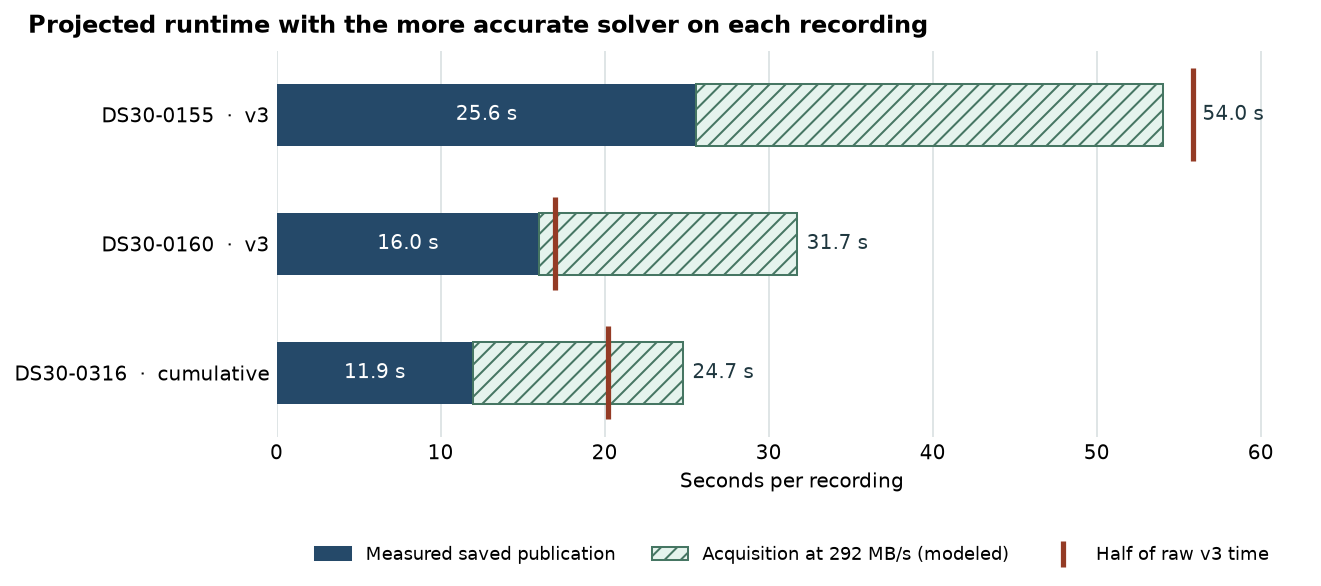 Projected runtime with the more accurate solver on each recording
DS30-0155 · v3
25.6 s
54.0 s
DS30-0160 · v3
16.0 s
31.7 s
DS30-0316 · cumulative
11.9 s
24.7 s
0 10 20 30 40 50 60
Seconds per recording
Measured saved publication
Acquisition at 292 MB/s (modeled)
Half of raw v3 time